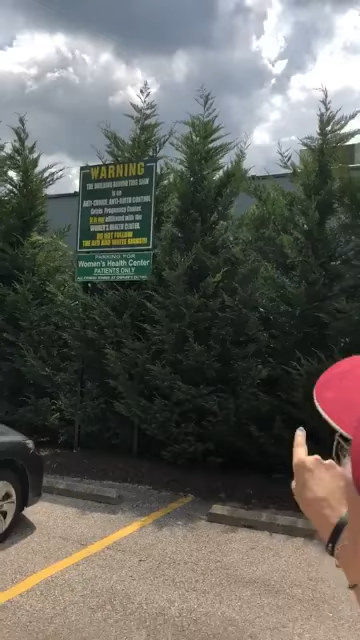 WARNING
THE BUILDING BEHIND THIS SIGN
is an
ANTI-CHOICE, ANTI-BIRTH CONTROL
Crisis Pregnancy Center
It is not affiliated with the
WOMEN'S HEALTH CENTER.
DO NOT FOLLOW
THE RED AND WHITE SIGNS!!!
PARKING FOR
Women's Health Center
PATIENTS ONLY